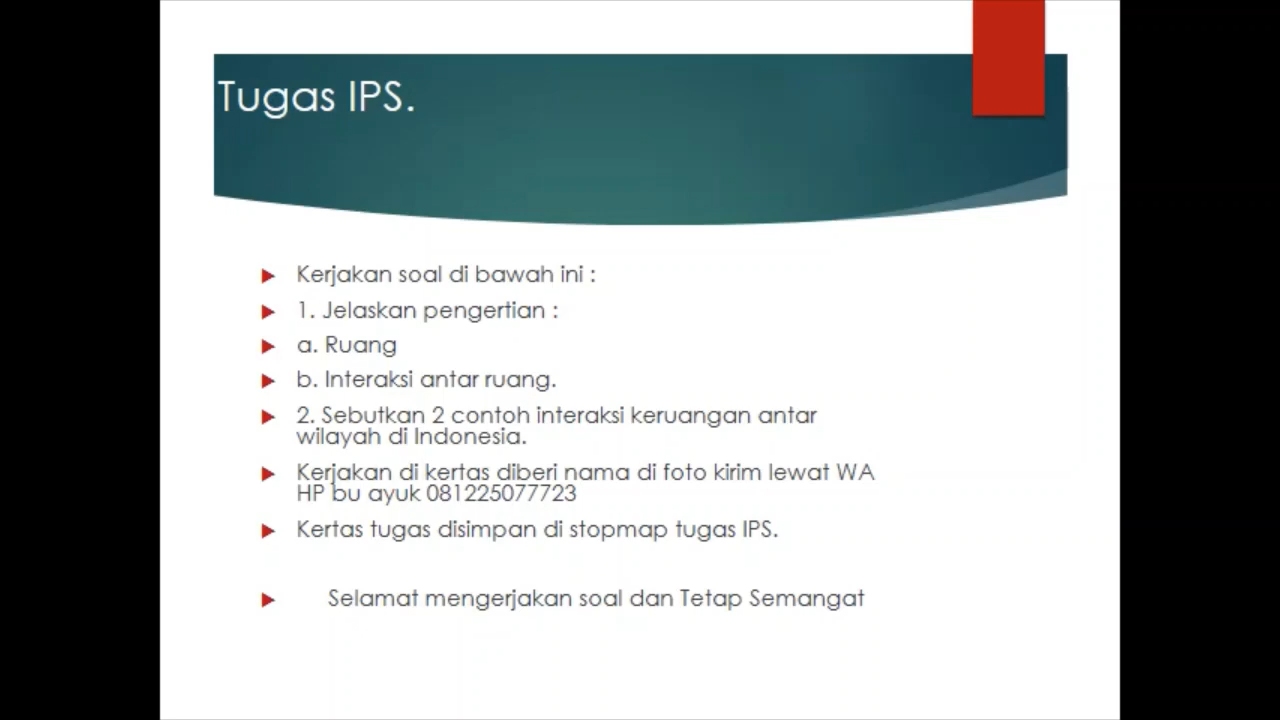 Tugas IPS.
Kerjakan soal di bawah ini :
1. Jelaskan pengertian :
a. Ruang
b. Interaksi antar ruang.
2. Sebutkan 2 contoh interaksi keruangan antar
wilayah di Indonesia.
Kerjakan di kertas diberi nama di foto kirim lewat WA
HP bu ayuk 081225077723
Kertas tugas disimpan di stopmap tugas IPS.
Selamat mengerjakan soal dan Tetap Semangat